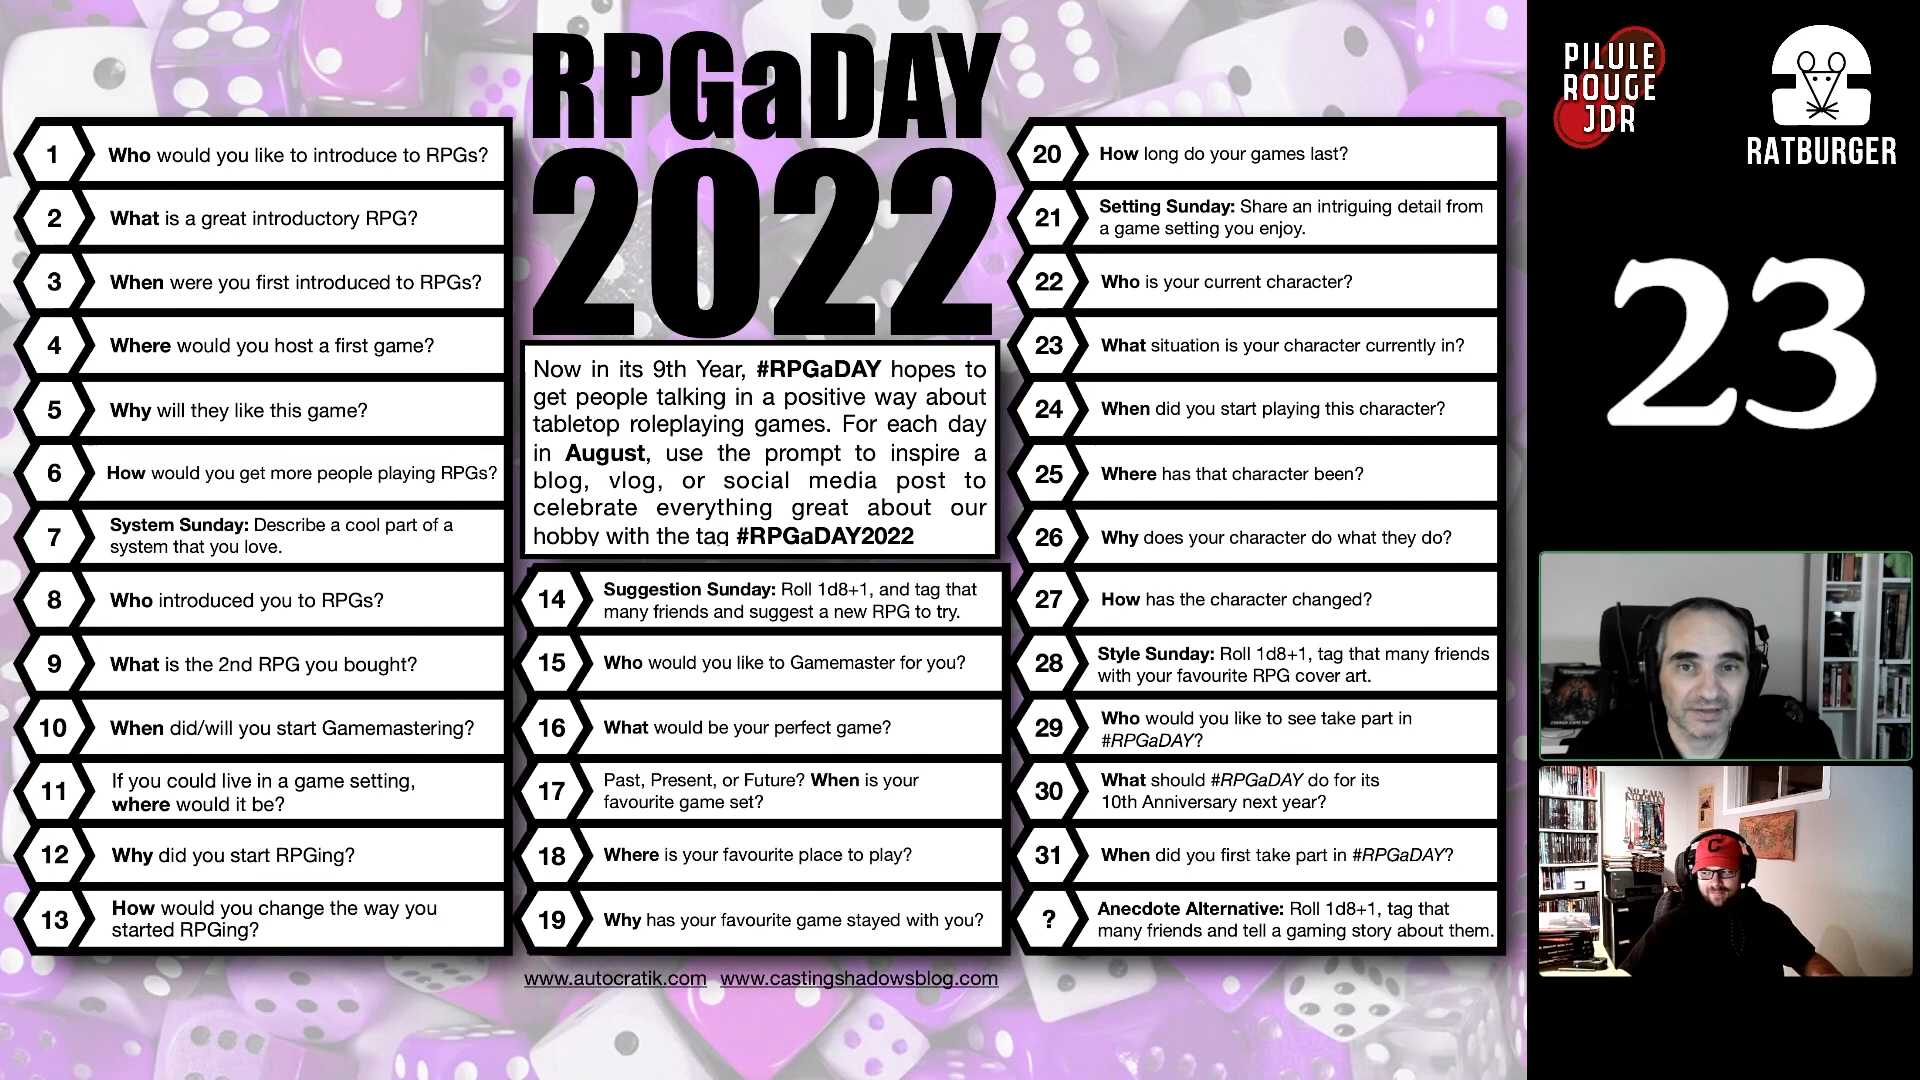 RPGaDAY
2022
1
Who would you like to introduce to RPGs?
2
What is a great introductory RPG?
3
When were you first introduced to RPGs?
4
Where would you host a first game?
5
Why will they like this game?
6
How would you get more people playing RPGs?
7
System Sunday: Describe a cool part of a
system that you love.
8
Who introduced you to RPGs?
9
What is the 2nd RPG you bought?
10
When did/will you start Gamemastering?
11
If you could live in a game setting,
where would it be?
12
Why did you start RPGing?
13
How would you change the way you
started RPGing?
Now in its 9th Year, #RPGaDAY hopes to
get people talking in a positive way about
tabletop roleplaying games. For each day
in August, use the prompt to inspire a
blog, vlog, or social media post to
celebrate everything great about our
hobby with the tag #RPGaDAY2022
14
Suggestion Sunday: Roll 1d8+1, and tag that
many friends and suggest a new RPG to try.
15
Who would you like to Gamemaster for you?
16
What would be your perfect game?
17
Past, Present, or Future? When is your
favourite game set?
18
Where is your favourite place to play?
19
Why has your favourite game stayed with you?
www.autocratik.com www.castingshadowsblog.com
20
How long do your games last?
21
Setting Sunday: Share an intriguing detail from
a game setting you enjoy.
22
Who is your current character?
23
What situation is your character currently in?
24
When did you start playing this character?
25
Where has that character been?
26
Why does your character do what they do?
27
How has the character changed?
28
Style Sunday: Roll 1d8+1, tag that many friends
with your favourite RPG cover art.
29
Who would you like to see take part in
#RPGaDAY?
30
What should #RPGaDAY do for its
10th Anniversary next year?
31
When did you first take part in #RPGaDAY?
?
Anecdote Alternative: Roll 1d8+1, tag that
many friends and tell a gaming story about them.
PILULE
ROUGE
JDR
RATBURGER
23
NO PAIN
C